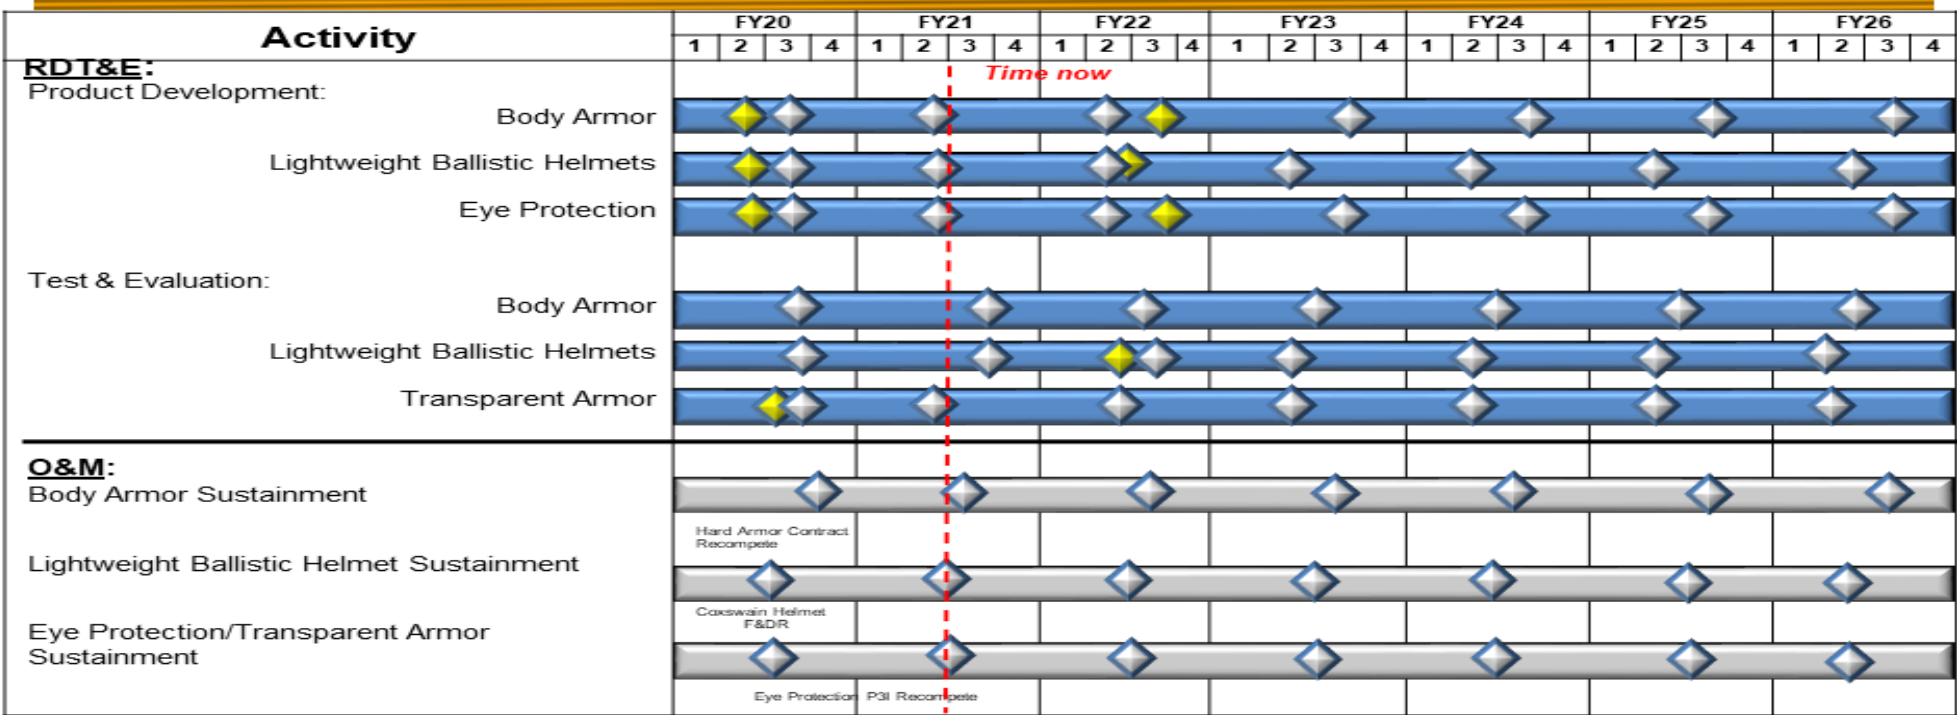 Activity
FY20 FY21 FY22 FY23 FY24 FY25 FY26
1 2 3 4 1 2 3 4 1 2 3 4 1 2 3 4 1 2 3 4 1 2 3 4 1 2 3 4
RDT&E:
Time now
Product Development:
Body Armor
Lightweight Ballistic Helmets
Eye Protection
Test & Evaluation:
Body Armor
Lightweight Ballistic Helmets
Transparent Armor
O&M:
Body Armor Sustainment
Hard Armor Contract
Recompete
Lightweight Ballistic Helmet Sustainment
Coxswain Helmet
F&DR
Eye Protection/Transparent Armor
Sustainment
Eye Protection P3I Recompete